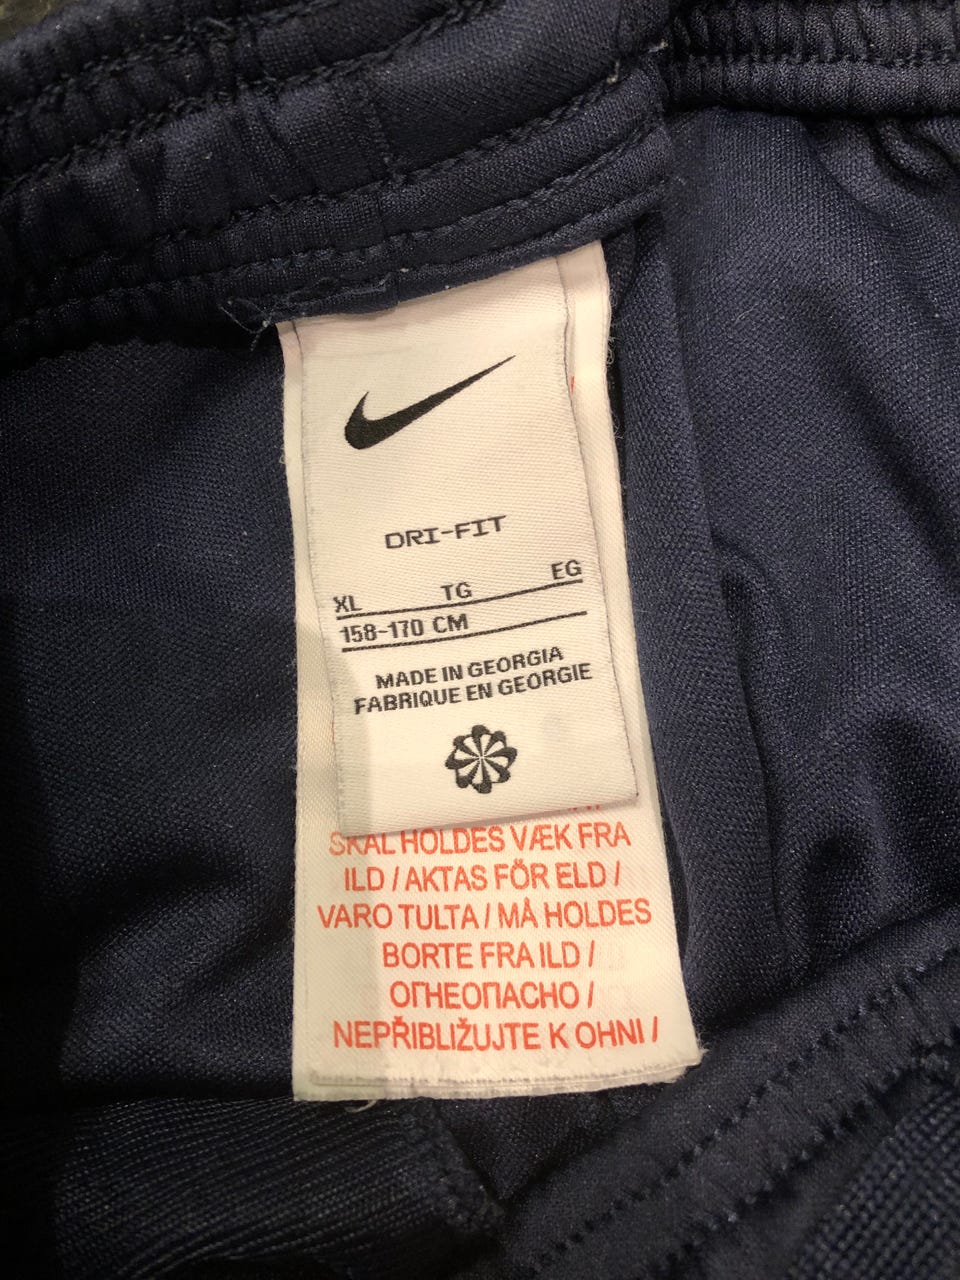 DRI-FIT
XL TG EG
158-170 CM
MADE IN GEORGIA
FABRIQUE EN GEORGIE
SKAL HOLDES VÆK FRA
ILD / AKTAS FÖR ELD /
VARO TULTA / MÅ HOLDES
BORTE FRA ILD /
ОГНЕОПАСНО /
NEPŘIBLIŽUJTE K OHNI /